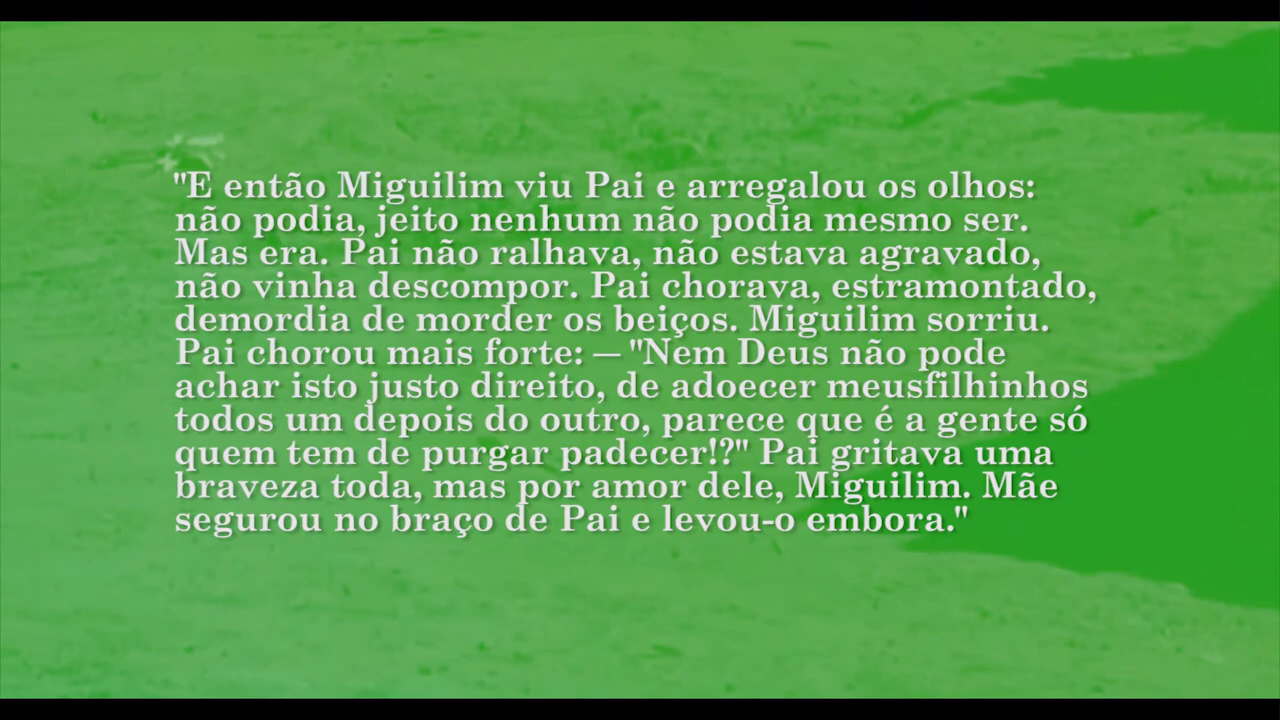 "E então Miguilim viu Pai e arregalou os olhos:
não podia, jeito nenhum não podia mesmo ser.
Mas era. Pai não ralhava, não estava agravado,
não vinha descompor. Pai chorava, estramontado,
demordia de morder os beiços. Miguilim sorriu.
Pai chorou mais forte: — "Nem Deus não pode
achar isto justo direito, de adoecer meusfilhinhos
todos um depois do outro, parece que é a gente só
quem tem de purgar padecer!?" Pai gritava uma
braveza toda, mas por amor dele, Miguilim. Mãe
segurou no braço de Pai e levou-o embora."